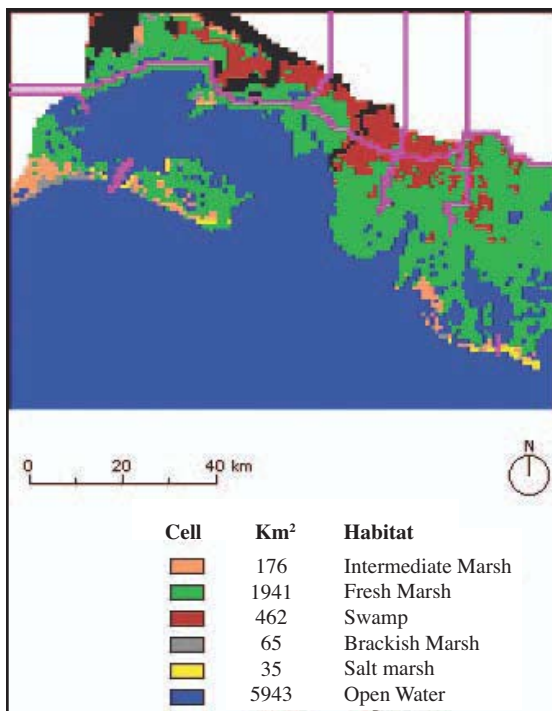 N
0 20 40 km
Cell Km² Habitat
176 Intermediate Marsh
1941 Fresh Marsh
462 Swamp
65 Brackish Marsh
35 Salt marsh
5943 Open Water